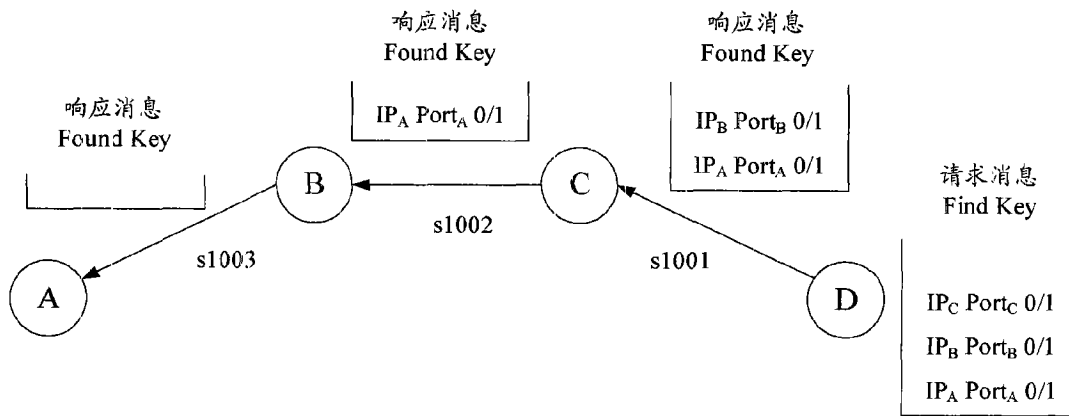 响应消息
Found Key
A
s1003
响应消息
Found Key
IP_A Port_A 0/1
B
s1002
响应消息
Found Key
IP_B Port_B 0/1
IP_A Port_A 0/1
C
s1001
请求消息
Find Key
D
IP_C Port_C 0/1
IP_B Port_B 0/1
IP_A Port_A 0/1